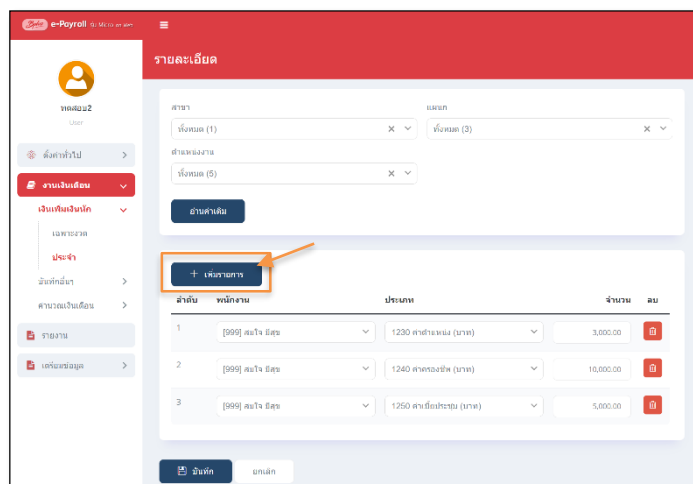 e-Payroll
รายละเอียด
ทดสอบ2
User
ตั้งค่าทั่วไป
งานเงินเดือน
เงินเพิ่มเงินหัก
เฉพาะงวด
ประจำ
บันทึกอื่นๆ
คำนวณเงินเดือน
รายงาน
เตรียมข้อมูล
สาขา
แผนก
ทั้งหมด (1)
ทั้งหมด (3)
ตำแหน่งงาน
ทั้งหมด (5)
อ่านค่าเดิม
+ เพิ่มรายการ
ลำดับ พนักงาน ประเภท จำนวน ลบ
1 [999] สมใจ มีสุข 1230 ค่าตำแหน่ง (บาท) 3,000.00
2 [999] สมใจ มีสุข 1240 ค่าครองชีพ (บาท) 10,000.00
3 [999] สมใจ มีสุข 1250 ค่าเบี้ยประชุม (บาท) 5,000.00
บันทึก ยกเลิก